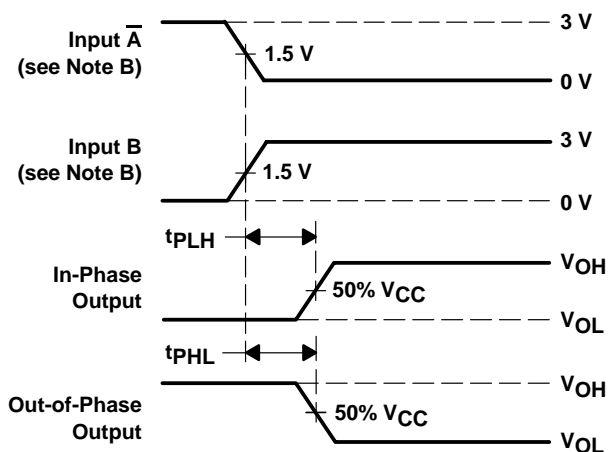 3 V
Input A̅
(see Note B)
1.5 V
0 V
Input B
(see Note B)
3 V
1.5 V
0 V
tPLH
In-Phase
Output
VOH
50% VCC
VOL
tPHL
Out-of-Phase
Output
VOH
50% VCC
VOL